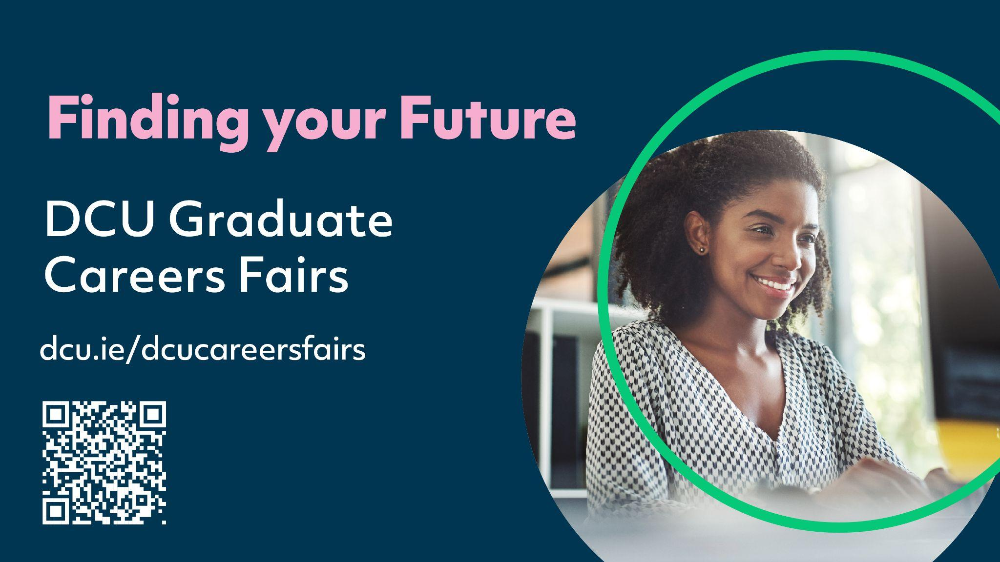 Finding your Future
DCU Graduate
Careers Fairs
dcu.ie/dcucareersfairs